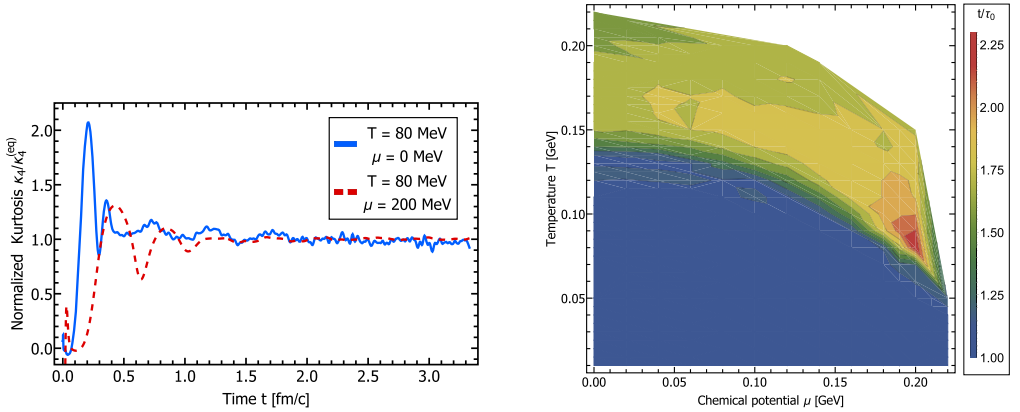 Normalized Kurtosis κ₄/κ₄^(eq)
2.0
1.5
1.0
0.5
0.0
T = 80 MeV
μ = 0 MeV
T = 80 MeV
μ = 200 MeV
0.0 0.5 1.0 1.5 2.0 2.5 3.0
Time t [fm/c]
Temperature T [GeV]
0.20
0.15
0.10
0.05
0.00 0.05 0.10 0.15 0.20
Chemical potential μ [GeV]
t/τ₀
2.25
2.00
1.75
1.50
1.25
1.00